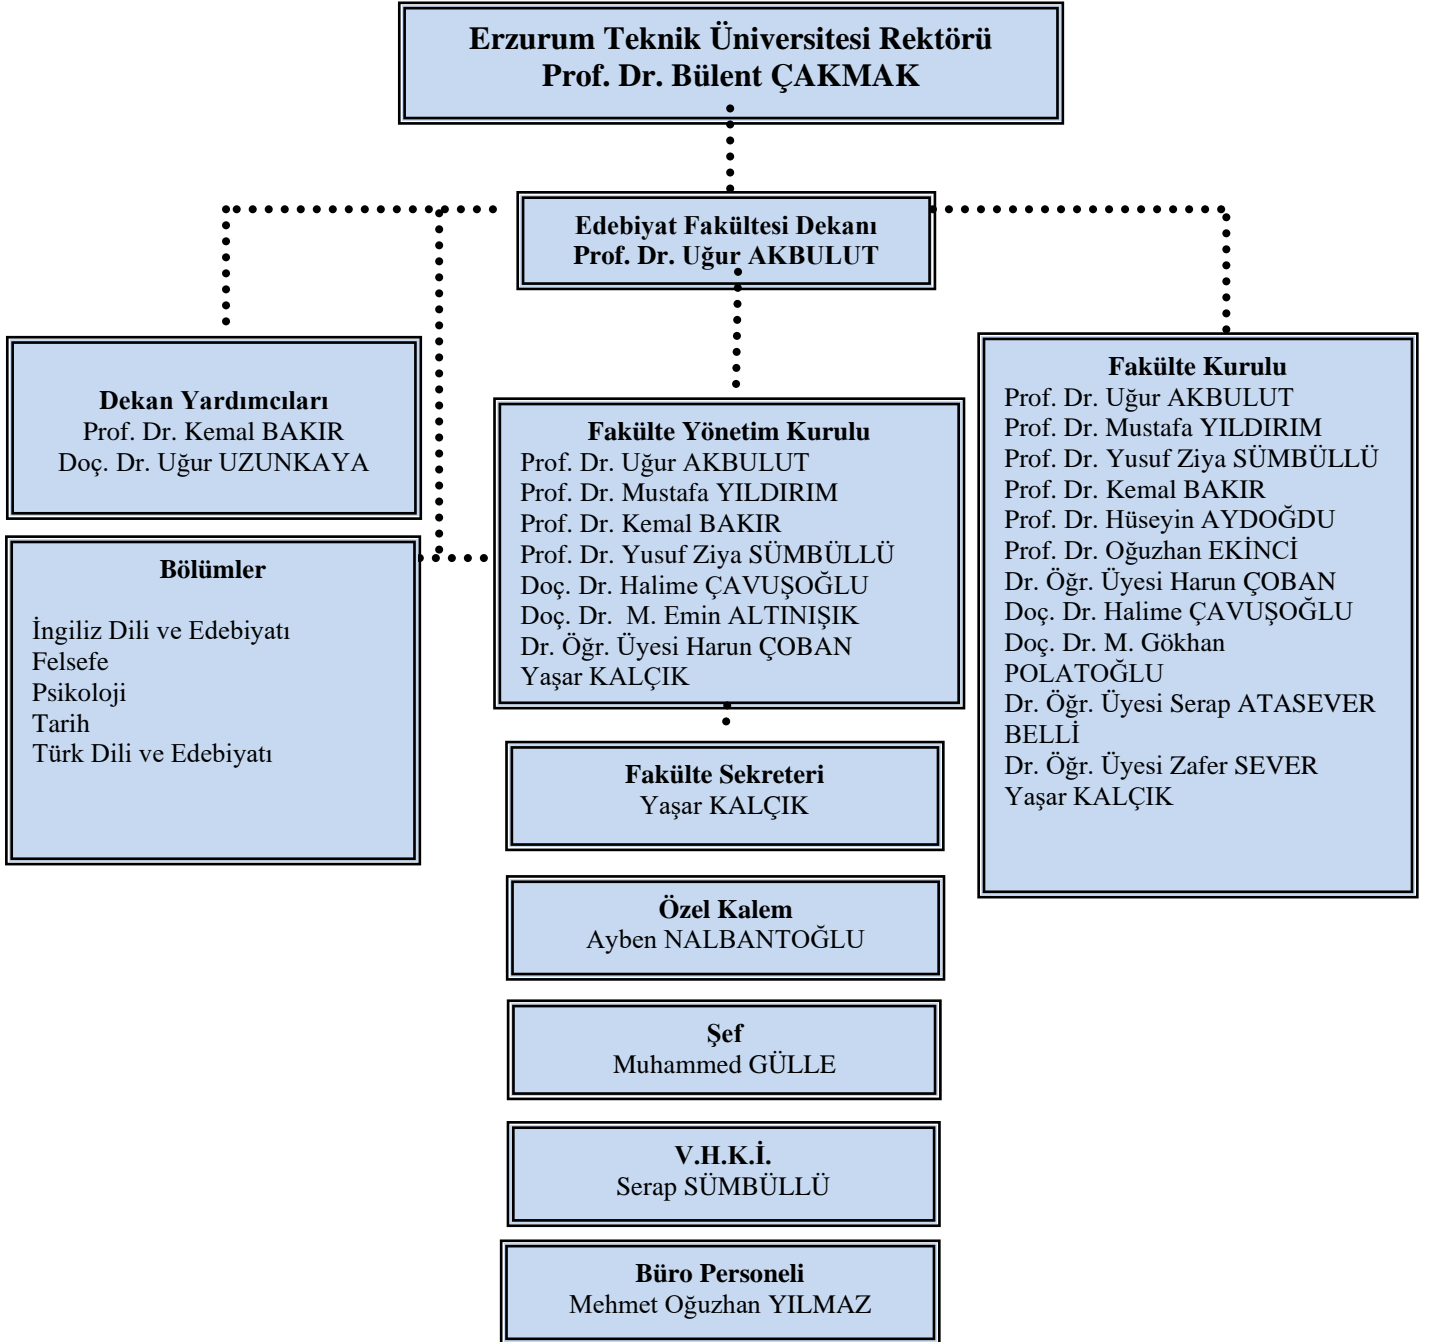 Erzurum Teknik Üniversitesi Rektörü
Prof. Dr. Bülent ÇAKMAK
Edebiyat Fakültesi Dekanı
Prof. Dr. Uğur AKBULUT
Dekan Yardımcıları
Prof. Dr. Kemal BAKIR
Doç. Dr. Uğur UZUNKAYA
Bölümler
İngiliz Dili ve Edebiyatı
Felsefe
Psikoloji
Tarih
Türk Dili ve Edebiyatı
Fakülte Yönetim Kurulu
Prof. Dr. Uğur AKBULUT
Prof. Dr. Mustafa YILDIRIM
Prof. Dr. Kemal BAKIR
Prof. Dr. Yusuf Ziya SÜMBÜLLÜ
Doç. Dr. Halime ÇAVUŞOĞLU
Doç. Dr.  M. Emin ALTINIŞIK
Dr. Öğr. Üyesi Harun ÇOBAN
Yaşar KALÇIK
Fakülte Kurulu
Prof. Dr. Uğur AKBULUT
Prof. Dr. Mustafa YILDIRIM
Prof. Dr. Yusuf Ziya SÜMBÜLLÜ
Prof. Dr. Kemal BAKIR
Prof. Dr. Hüseyin AYDOĞDU
Prof. Dr. Oğuzhan EKİNCİ
Dr. Öğr. Üyesi Harun ÇOBAN
Doç. Dr. Halime ÇAVUŞOĞLU
Doç. Dr. M. Gökhan
POLATOĞLU
Dr. Öğr. Üyesi Serap ATASEVER
BELLİ
Dr. Öğr. Üyesi Zafer SEVER
Yaşar KALÇIK
Fakülte Sekreteri
Yaşar KALÇIK
Özel Kalem
Ayben NALBANTOĞLU
Şef
Muhammed GÜLLE
V.H.K.İ.
Serap SÜMBÜLLÜ
Büro Personeli
Mehmet Oğuzhan YILMAZ